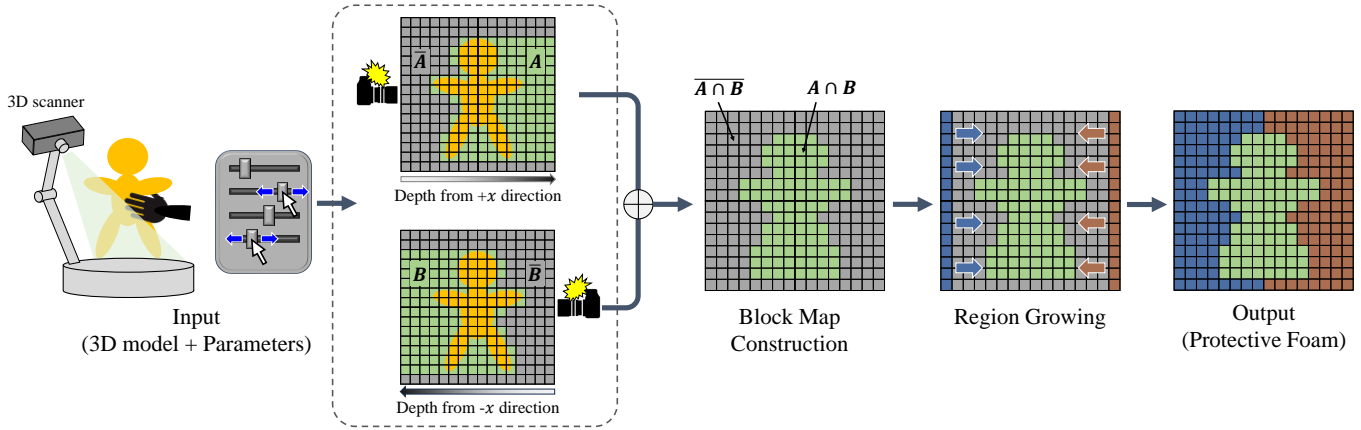 3D scanner
Input
(3D model + Parameters)
A̅
A
Depth from +x direction
B
B̅
Depth from -x direction
A̅ ̅∩̅ ̅B̅
A ∩ B
Block Map
Construction
Region Growing
Output
(Protective Foam)